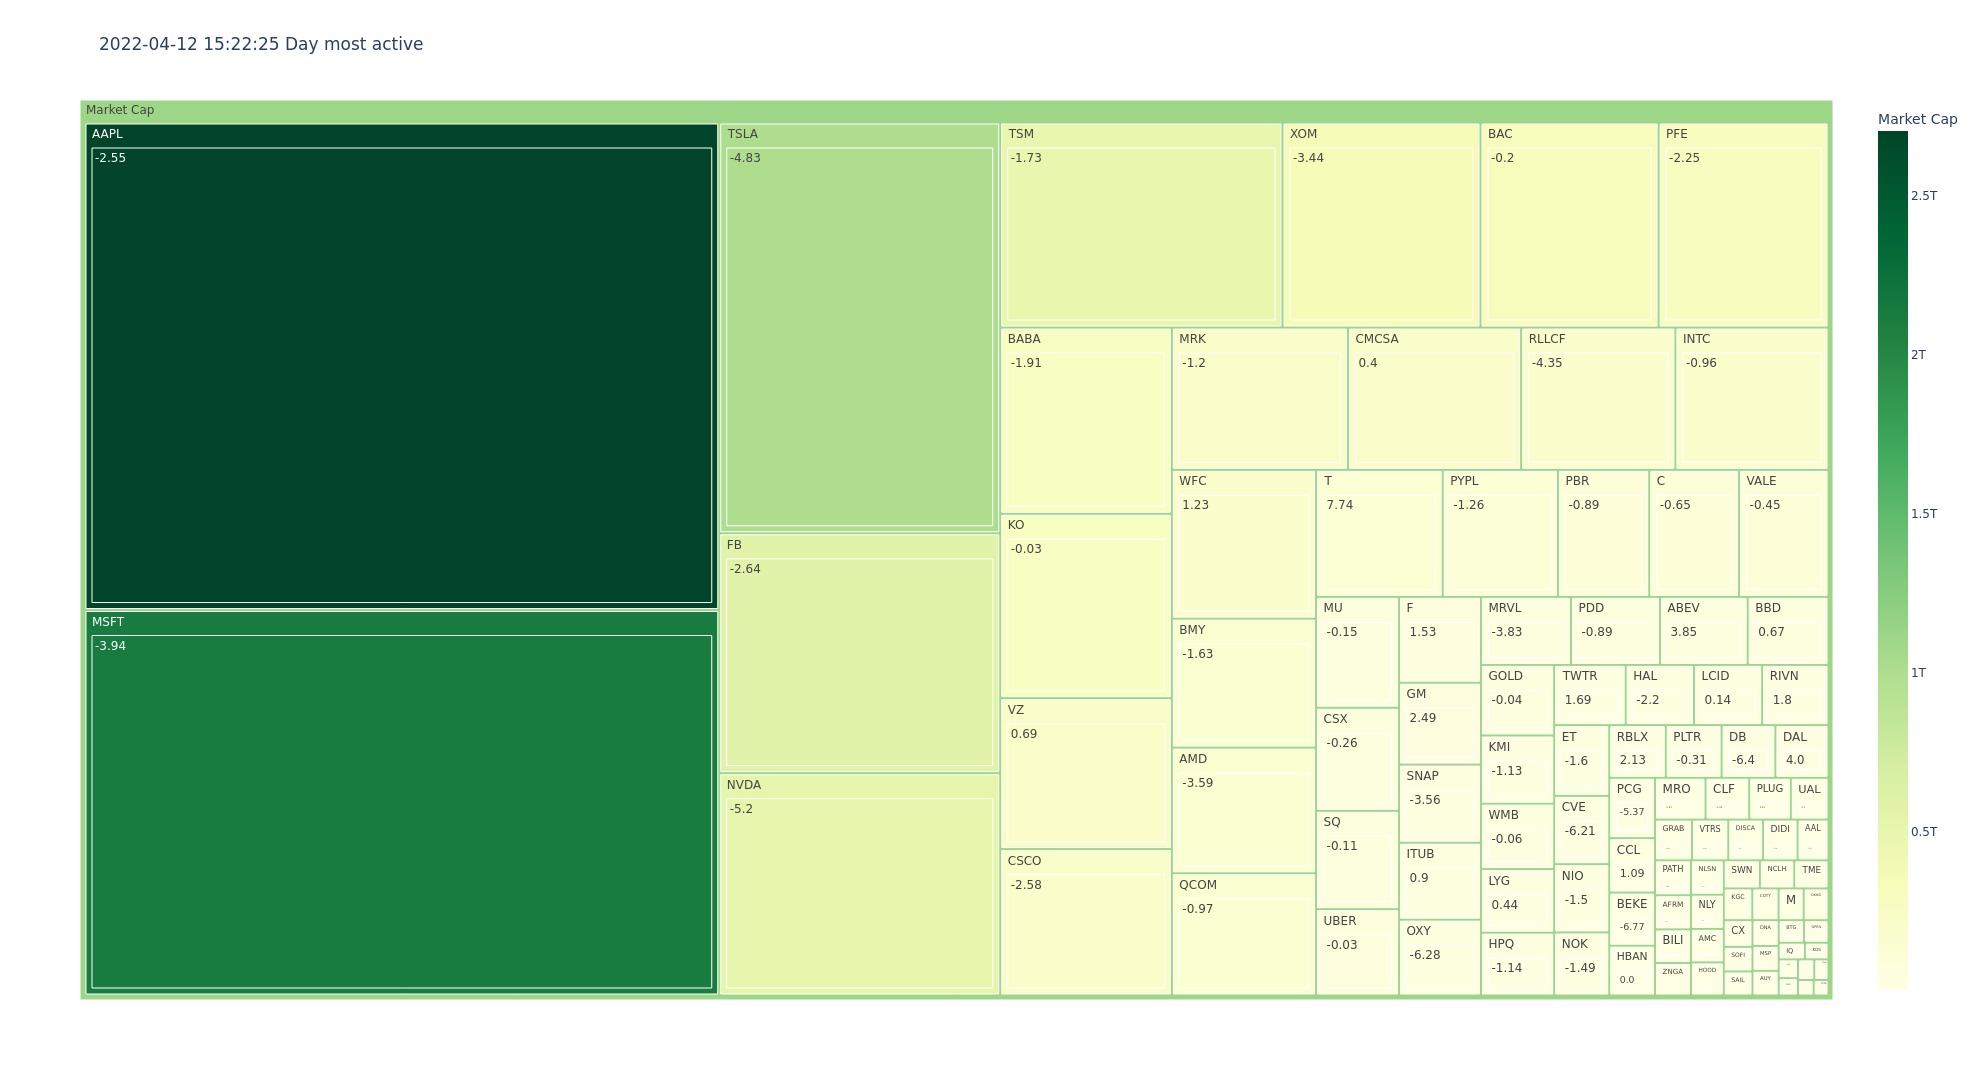 2022-04-12 15:22:25 Day most active
Market Cap
AAPL
-2.55
MSFT
-3.94
TSLA
-4.83
FB
-2.64
NVDA
-5.2
TSM
-1.73
XOM
-3.44
BAC
-0.2
PFE
-2.25
BABA
-1.91
KO
-0.03
VZ
0.69
CSCO
-2.58
MRK
-1.2
CMCSA
0.4
RLLCF
-4.35
INTC
-0.96
WFC
1.23
BMY
-1.63
AMD
-3.59
QCOM
-0.97
T
7.74
PYPL
-1.26
PBR
-0.89
C
-0.65
VALE
-0.45
MU
-0.15
CSX
-0.26
SQ
-0.11
UBER
-0.03
F
1.53
GM
2.49
SNAP
-3.56
ITUB
0.9
OXY
-6.28
MRVL
-3.83
PDD
-0.89
ABEV
3.85
BBD
0.67
GOLD
-0.04
KMI
-1.13
WMB
-0.06
LYG
0.44
HPQ
-1.14
TWTR
1.69
HAL
-2.2
LCID
0.14
RIVN
1.8
ET
-1.6
CVE
-6.21
NIO
-1.5
NOK
-1.49
RBLX
2.13
PLTR
-0.31
DB
-6.4
DAL
4.0
PCG
-5.37
CCL
1.09
BEKE
-6.77
HBAN
0.0
MRO
...
CLF
...
PLUG
...
UAL
...
GRAB
...
VTRS
...
DISCA
...
DIDI
...
AAL
...
PATH
...
NLSN
...
SWN
NCLH
TME
AFRM
...
NLY
...
BILI
AMC
ZNGA
HOOD
KGC
COTY
M
CX
DNA
BTG
SOFI
MSP
IQ
KOS
SAIL
AUY
Market Cap
2.5T
2T
1.5T
1T
0.5T